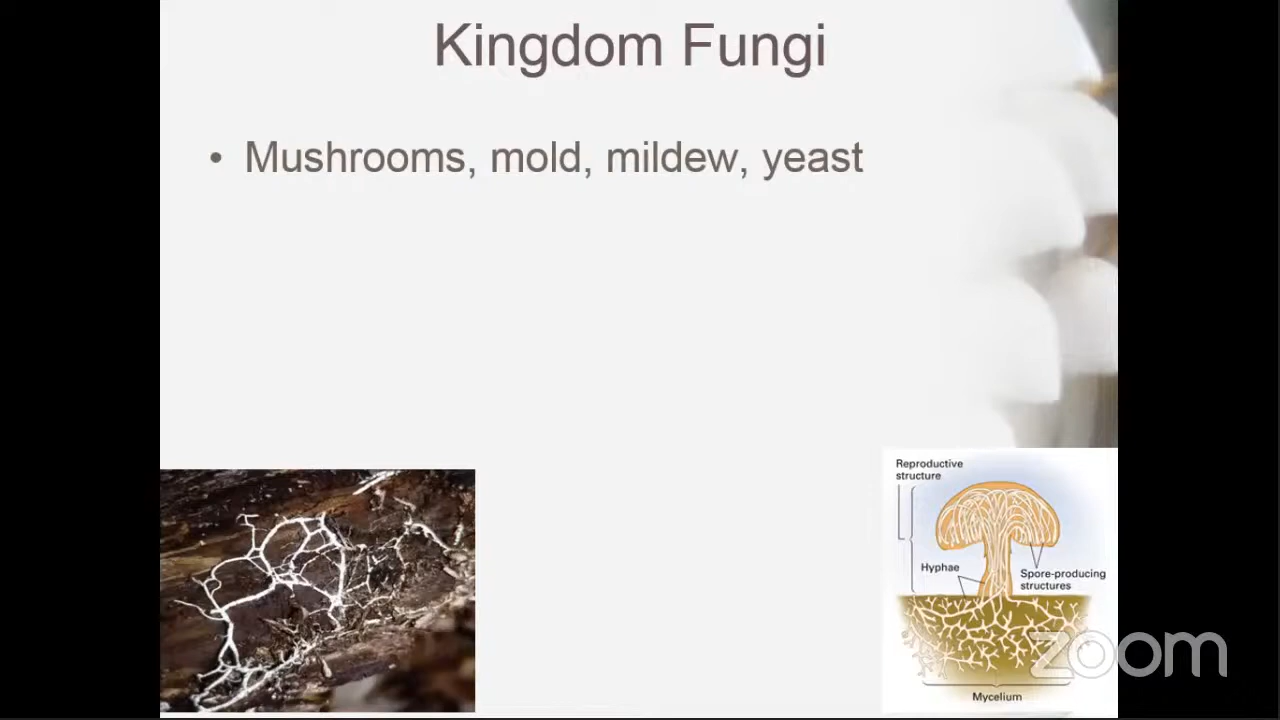 Kingdom Fungi
• Mushrooms, mold, mildew, yeast
Reproductive
structure
Hyphae
Spore-producing
structures
Mycelium
zoom